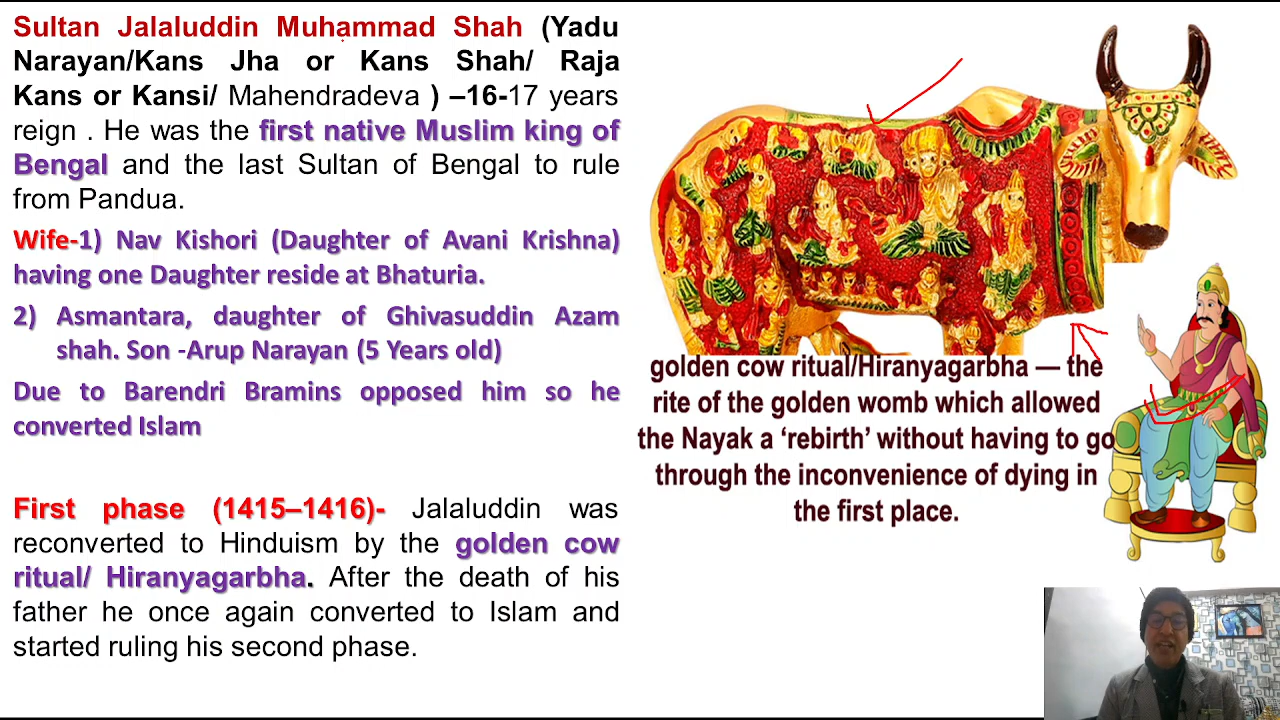 Sultan Jalaluddin Muhammad Shah (Yadu
Narayan/Kans Jha or Kans Shah/ Raja
Kans or Kansi/ Mahendradeva ) –16-17 years
reign . He was the first native Muslim king of
Bengal and the last Sultan of Bengal to rule
from Pandua.
Wife-1) Nav Kishori (Daughter of Avani Krishna)
having one Daughter reside at Bhaturia.
2) Asmantara, daughter of Ghivasuddin Azam
shah. Son -Arup Narayan (5 Years old)
Due to Barendri Bramins opposed him so he
converted Islam
First phase (1415–1416)- Jalaluddin was
reconverted to Hinduism by the golden cow
ritual/ Hiranyagarbha. After the death of his
father he once again converted to Islam and
started ruling his second phase.
golden cow ritual/Hiranyagarbha — the
rite of the golden womb which allowed
the Nayak a ‘rebirth’ without having to go
through the inconvenience of dying in
the first place.